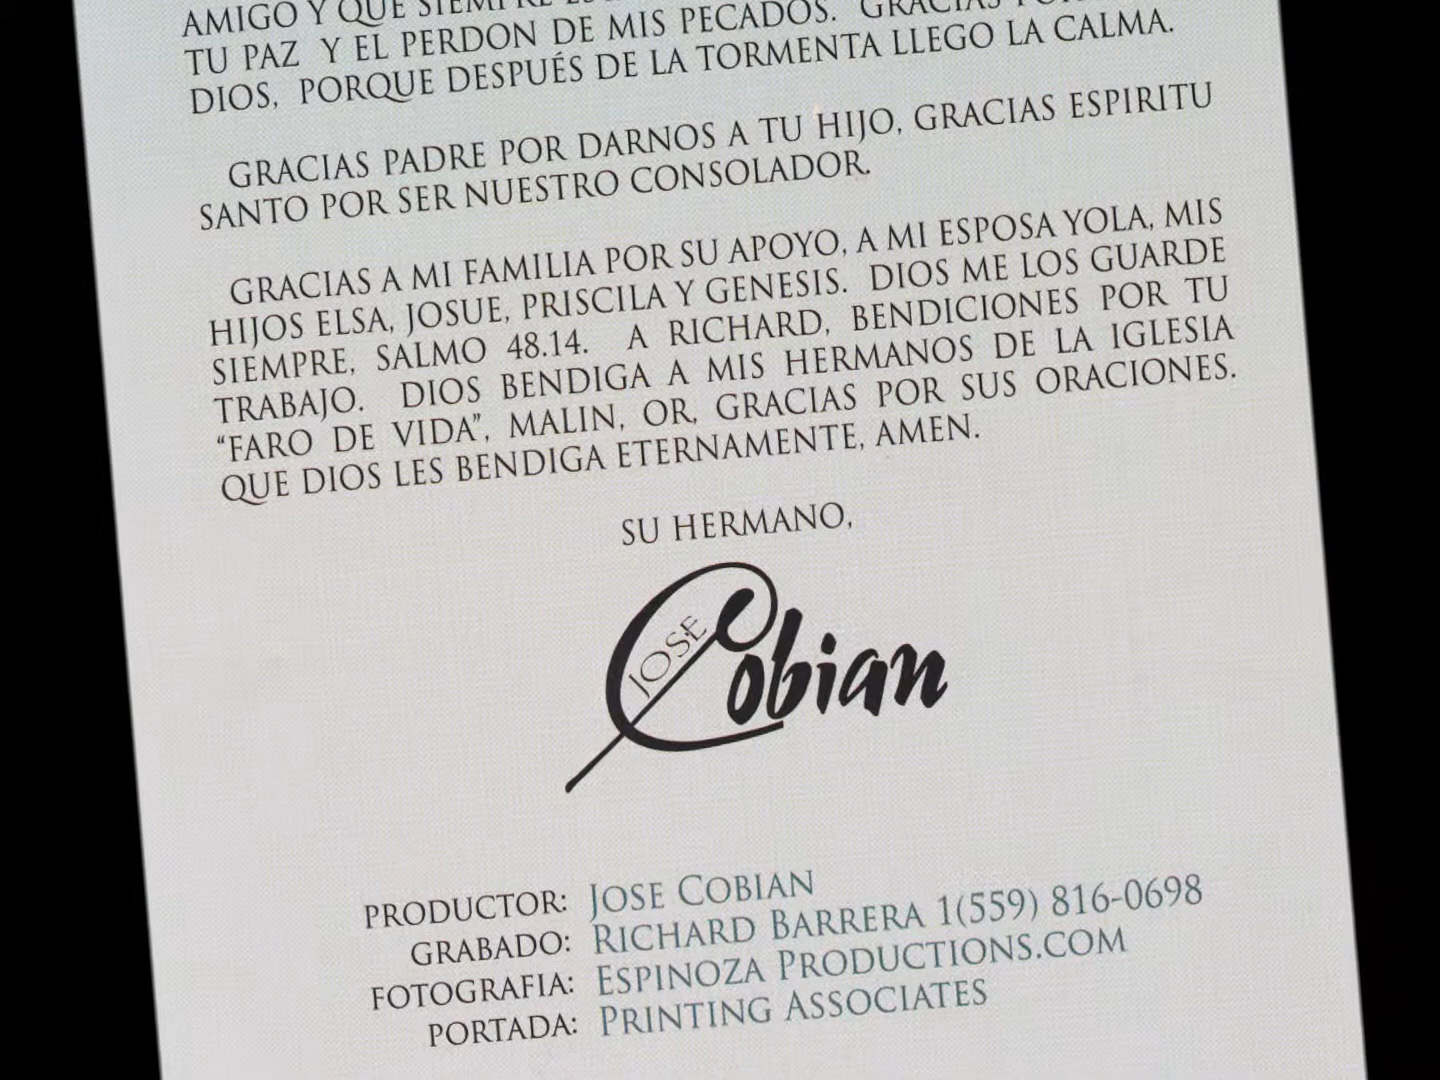 AMIGO Y QUE SIEMPRE
TU PAZ Y EL PERDON DE MIS PECADOS. GRACIAS
DIOS, PORQUE DESPUÉS DE LA TORMENTA LLEGO LA CALMA.
GRACIAS PADRE POR DARNOS A TU HIJO, GRACIAS ESPIRITU
SANTO POR SER NUESTRO CONSOLADOR.
GRACIAS A MI FAMILIA POR SU APOYO, A MI ESPOSA YOLA, MIS
HIJOS ELSA, JOSUE, PRISCILA Y GENESIS. DIOS ME LOS GUARDE
SIEMPRE, SALMO 48.14. A RICHARD, BENDICIONES POR TU
TRABAJO. DIOS BENDIGA A MIS HERMANOS DE LA IGLESIA
“FARO DE VIDA”, MALIN, OR, GRACIAS POR SUS ORACIONES.
QUE DIOS LES BENDIGA ETERNAMENTE, AMEN.
SU HERMANO,
JOSE Cobian
PRODUCTOR: JOSE COBIAN
GRABADO: RICHARD BARRERA 1(559) 816-0698
FOTOGRAFIA: ESPINOZA PRODUCTIONS.COM
PORTADA: PRINTING ASSOCIATES